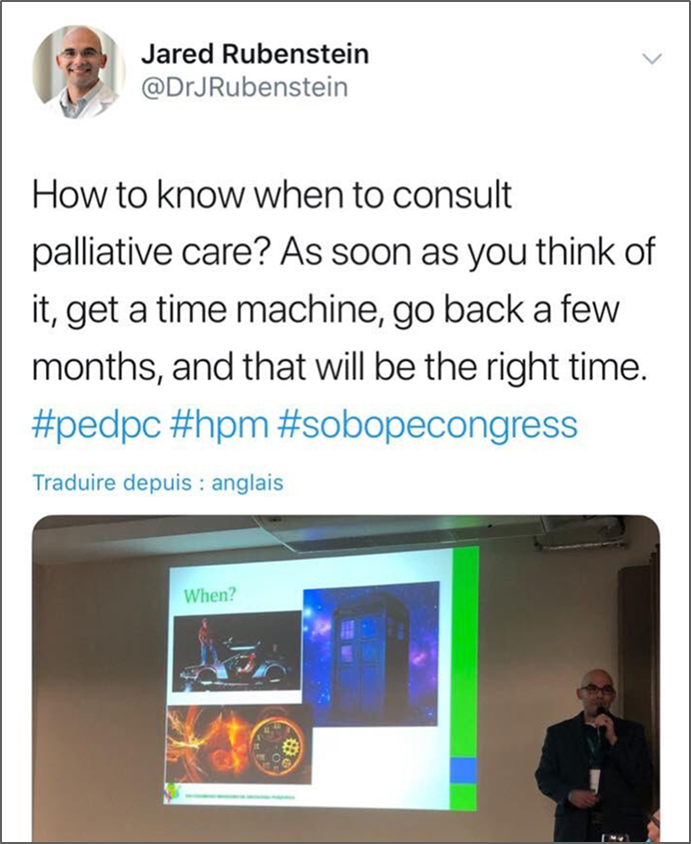 Jared Rubenstein
@DrJRubenstein
How to know when to consult
palliative care? As soon as you think of
it, get a time machine, go back a few
months, and that will be the right time.
#pedpc #hpm #sobopecongress
Traduire depuis : anglais
When?